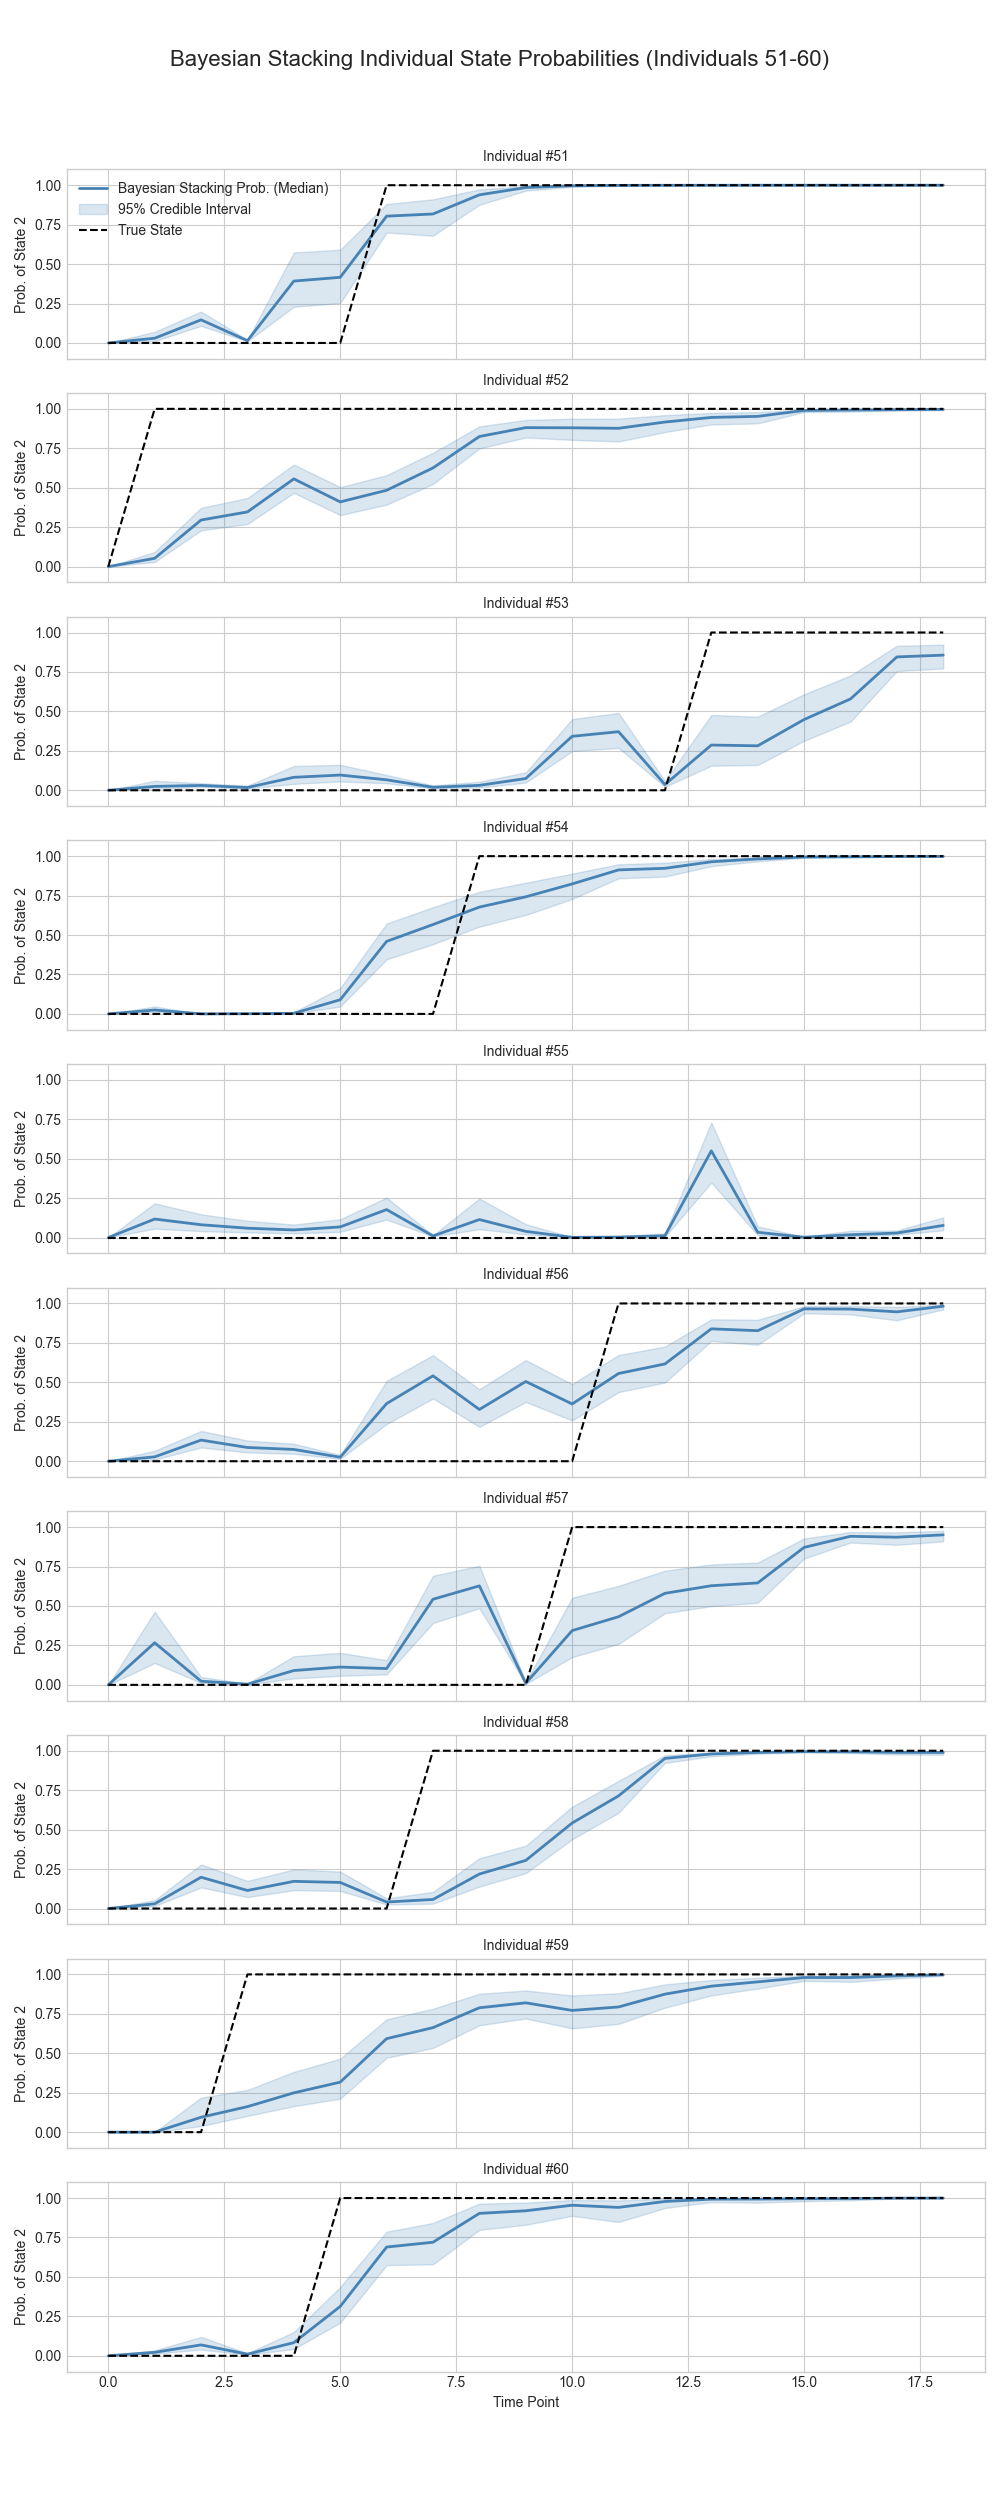 Bayesian Stacking Individual State Probabilities (Individuals 51-60)
Individual #51
1.00
0.75
0.50
0.25
0.00
Prob. of State 2
Bayesian Stacking Prob. (Median)
95% Credible Interval
True State
Individual #52
1.00
0.75
0.50
0.25
0.00
Prob. of State 2
Individual #53
1.00
0.75
0.50
0.25
0.00
Prob. of State 2
Individual #54
1.00
0.75
0.50
0.25
0.00
Prob. of State 2
Individual #55
1.00
0.75
0.50
0.25
0.00
Prob. of State 2
Individual #56
1.00
0.75
0.50
0.25
0.00
Prob. of State 2
Individual #57
1.00
0.75
0.50
0.25
0.00
Prob. of State 2
Individual #58
1.00
0.75
0.50
0.25
0.00
Prob. of State 2
Individual #59
1.00
0.75
0.50
0.25
0.00
Prob. of State 2
Individual #60
1.00
0.75
0.50
0.25
0.00
Prob. of State 2
0.0 2.5 5.0 7.5 10.0 12.5 15.0 17.5
Time Point